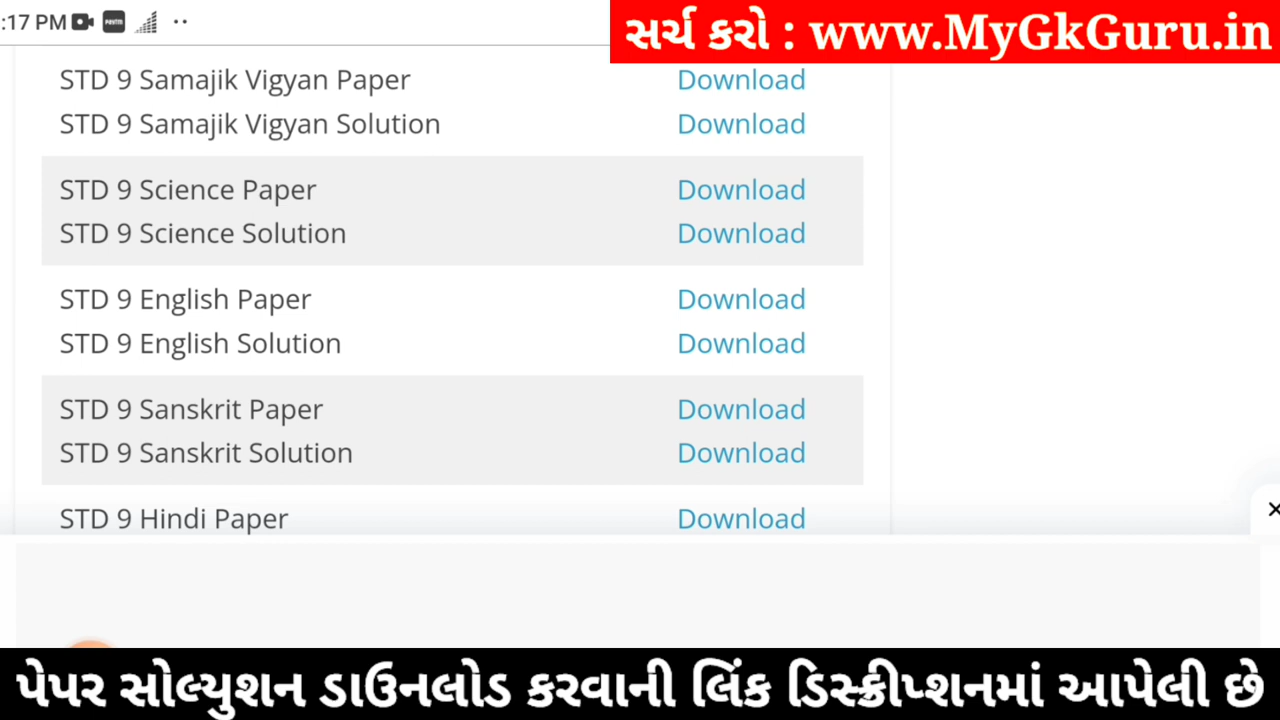 :17 PM
Paytm
સર્ચ કરો : www.MyGkGuru.in
STD 9 Samajik Vigyan Paper Download
STD 9 Samajik Vigyan Solution Download
STD 9 Science Paper Download
STD 9 Science Solution Download
STD 9 English Paper Download
STD 9 English Solution Download
STD 9 Sanskrit Paper Download
STD 9 Sanskrit Solution Download
STD 9 Hindi Paper Download
પેપર સોલ્યુશન ડાઉનલોડ કરવાની લિંક ડિસ્ક્રીપ્શનમાં આપેલી છે